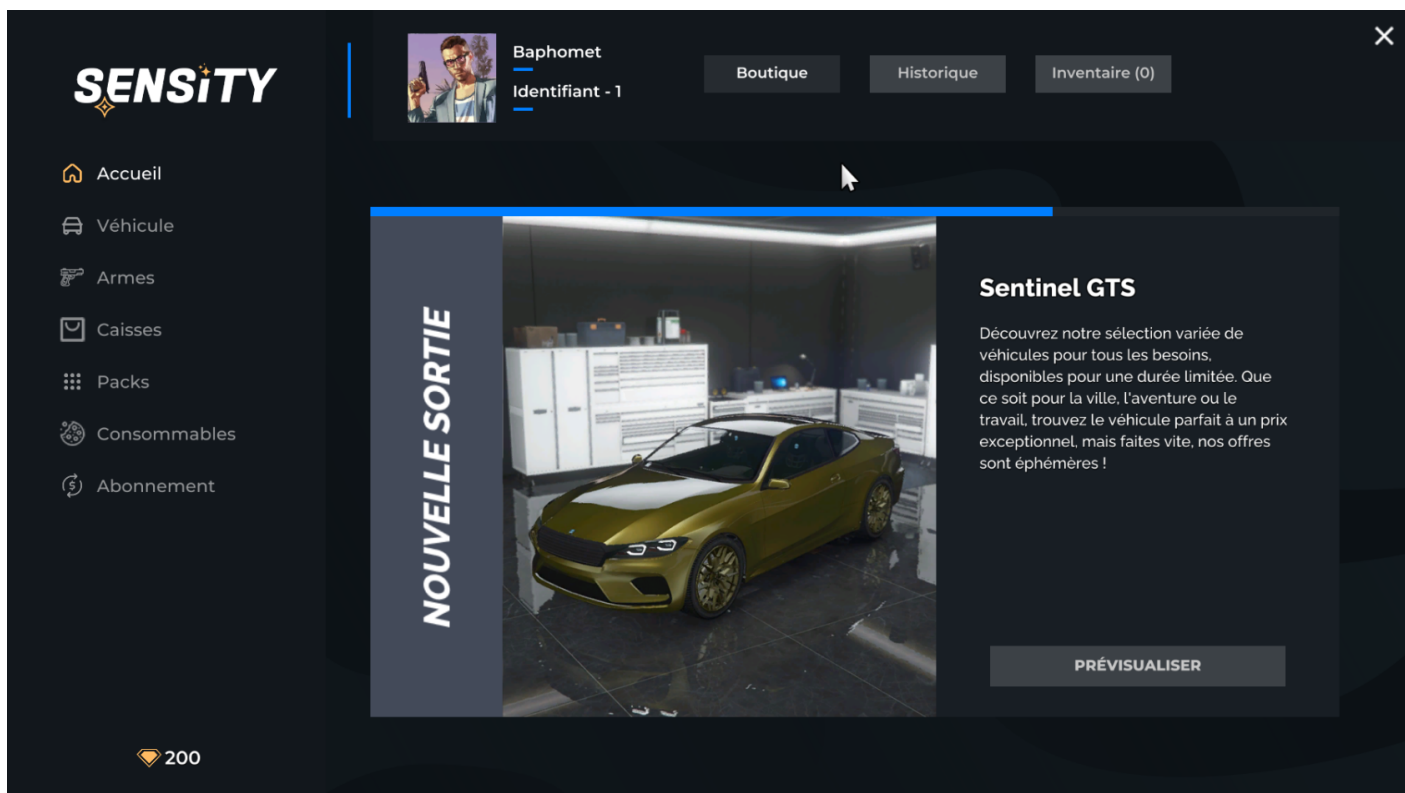 SENSiTY
Accueil
Véhicule
Armes
Caisses
Packs
Consommables
Abonnement
200
Baphomet
Identifiant - 1
Boutique
Historique
Inventaire (0)
NOUVELLE SORTIE
Sentinel GTS
Découvrez notre sélection variée de
véhicules pour tous les besoins,
disponibles pour une durée limitée. Que
ce soit pour la ville, l'aventure ou le
travail, trouvez le véhicule parfait à un prix
exceptionnel, mais faites vite, nos offres
sont éphémères !
PRÉVISUALISER